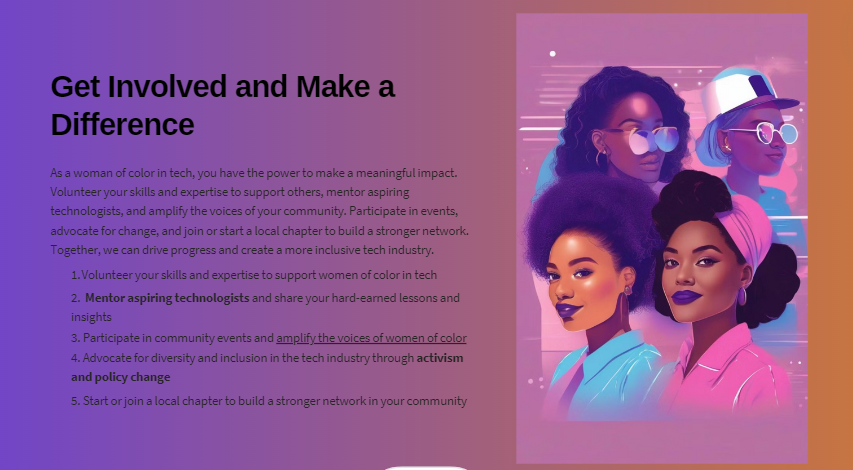 Get Involved and Make a
Difference
As a woman of color in tech, you have the power to make a meaningful impact.
Volunteer your skills and expertise to support others, mentor aspiring
technologists, and amplify the voices of your community. Participate in events,
advocate for change, and join or start a local chapter to build a stronger network.
Together, we can drive progress and create a more inclusive tech industry.
1.Volunteer your skills and expertise to support women of color in tech
2. Mentor aspiring technologists and share your hard-earned lessons and
insights
3. Participate in community events and amplify the voices of women of color
4. Advocate for diversity and inclusion in the tech industry through activism
and policy change
5. Start or join a local chapter to build a stronger network in your community